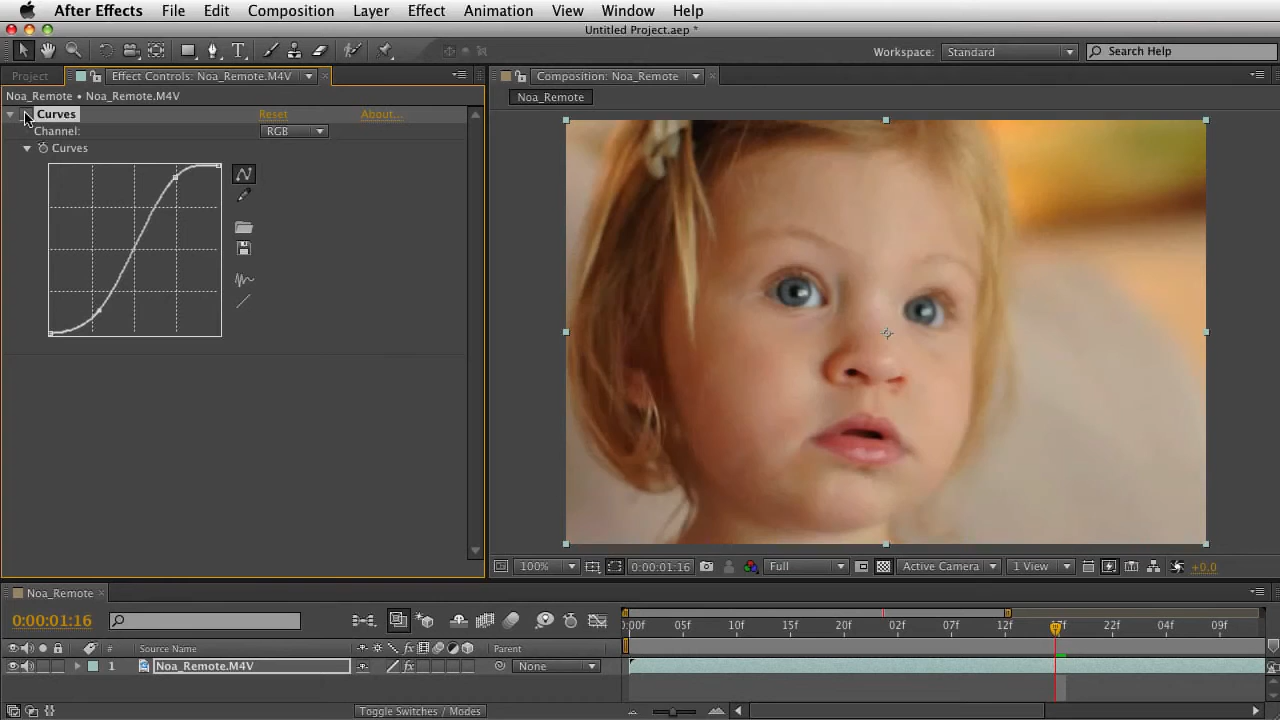 After Effects File Edit Composition Layer Effect Animation View Window Help
Untitled Project.aep *
Workspace: Standard Search Help
Project Effect Controls: Noa_Remote.M4V Composition: Noa_Remote
Noa_Remote • Noa_Remote.M4V
Noa_Remote
Curves Reset About...
Channel: RGB
Curves
100% 0:00:01:16 Full Active Camera 1 View +0.0
Noa_Remote
0:00:01:16
:00f 05f 10f 15f 20f 02f 07f 12f 17f 22f 04f 09f
# Source Name Parent
1 Noa_Remote.M4V None
Toggle Switches / Modes